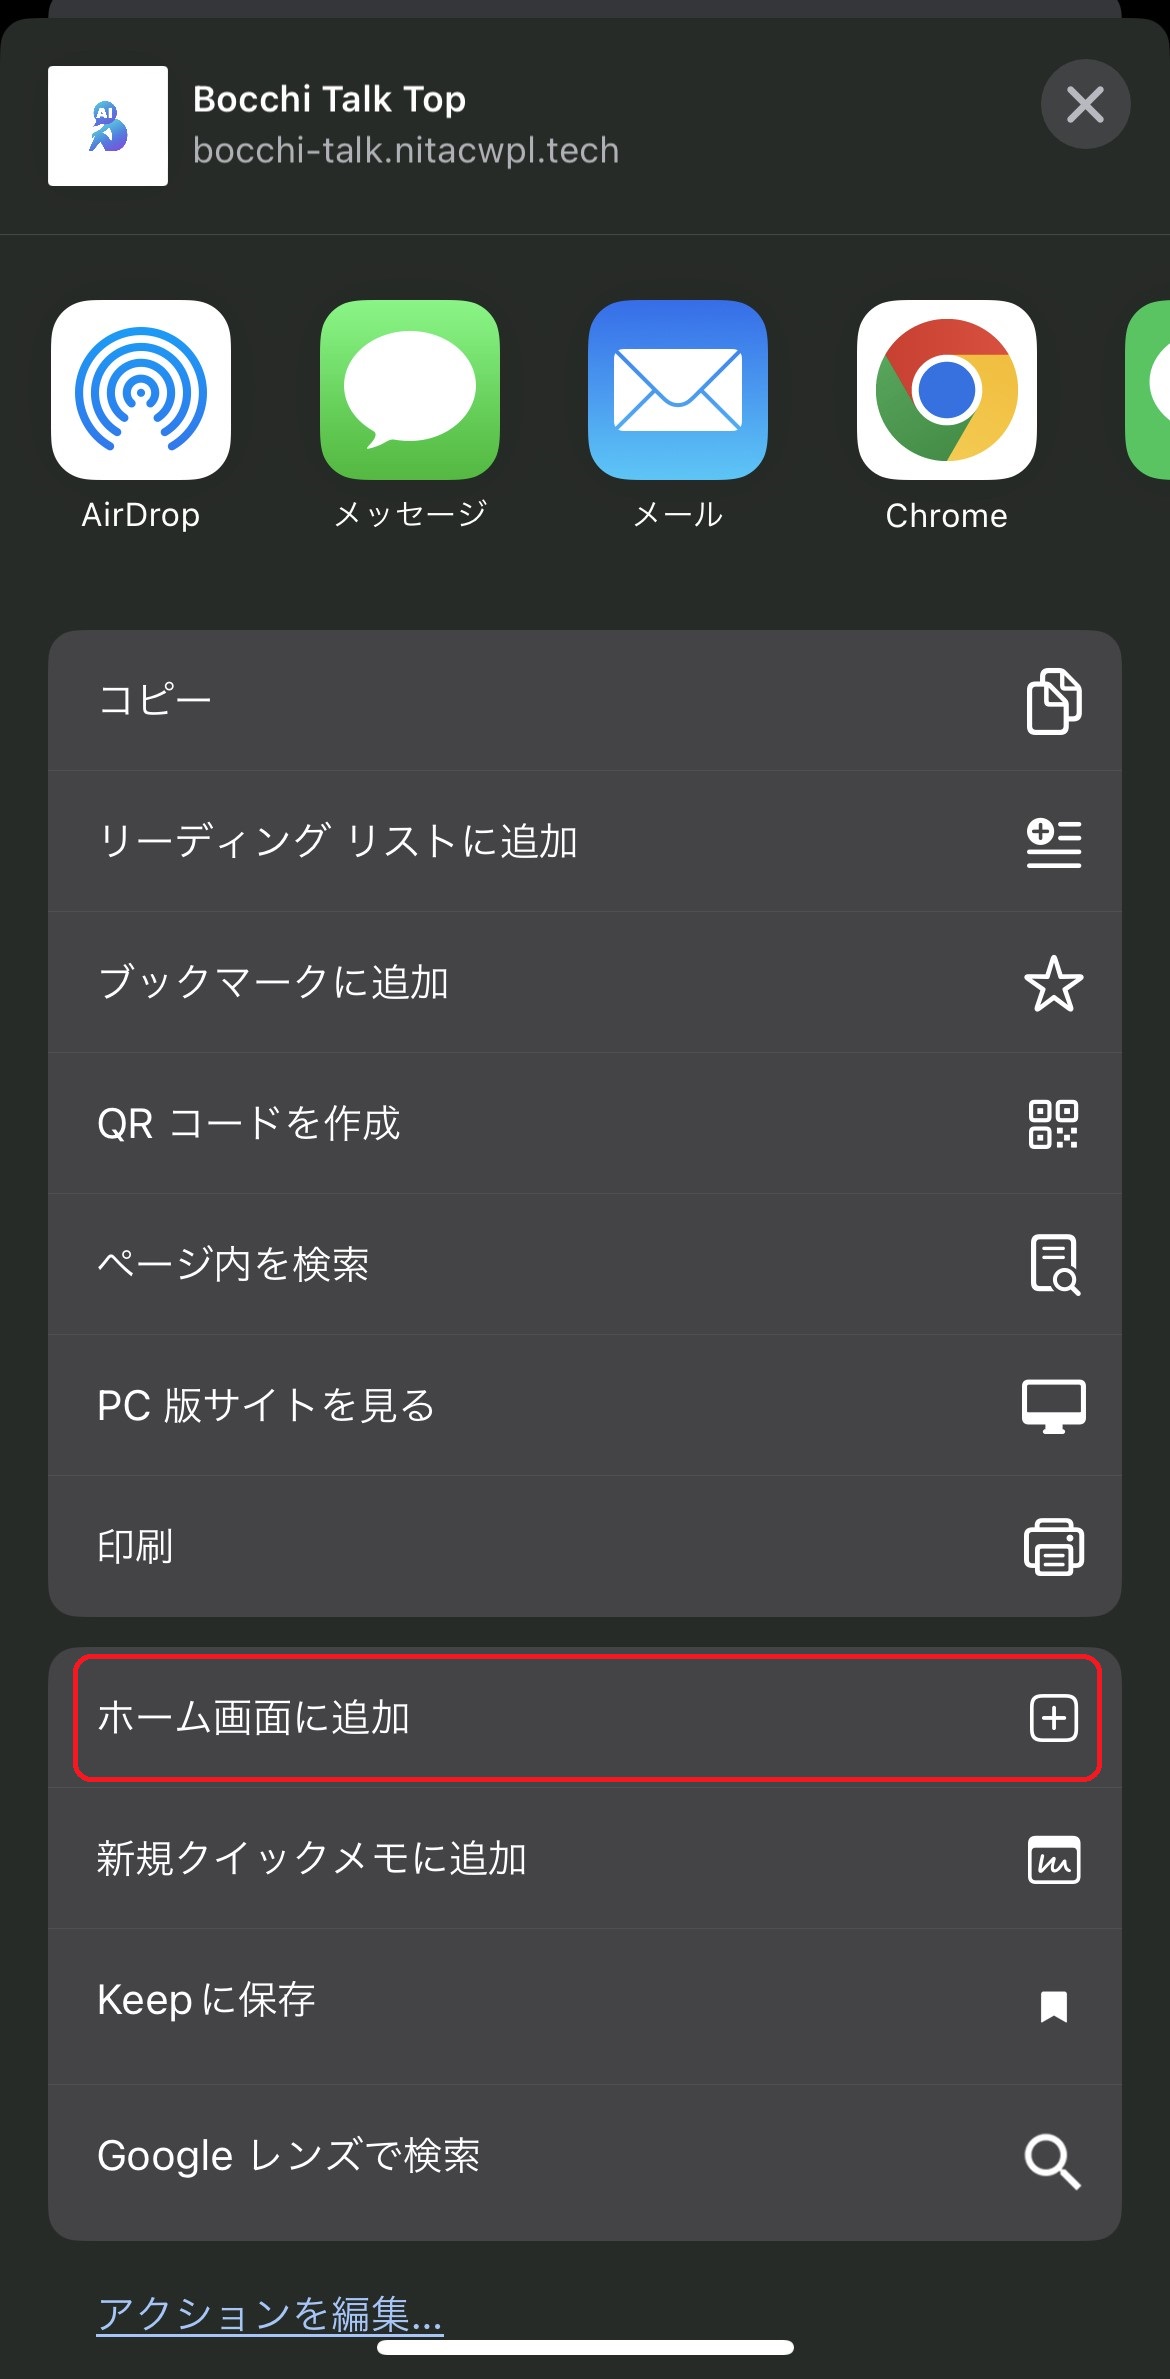 AI
Bocchi Talk Top
bocchi-talk.nitacwpl.tech
AirDrop
メッセージ
メール
Chrome
コピー
リーディング リストに追加
ブックマークに追加
QR コードを作成
ページ内を検索
PC 版サイトを見る
印刷
ホーム画面に追加
新規クイックメモに追加
Keepに保存
Google レンズで検索
アクションを編集...